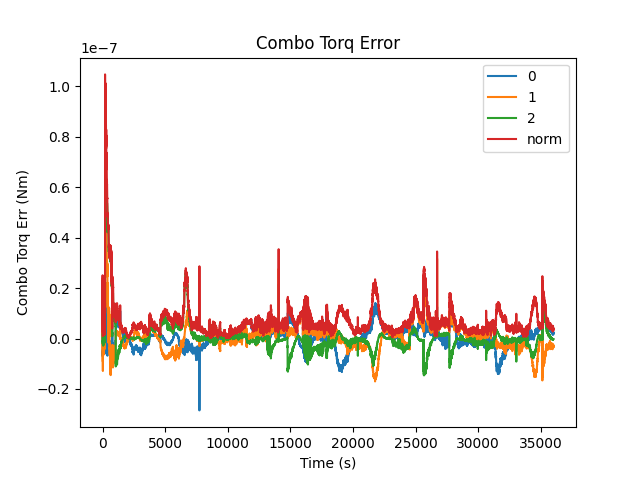 Combo Torq Error
1e−7
1.0
0.8
0.6
0.4
0.2
0.0
−0.2
Combo Torq Err (Nm)
0 5000 10000 15000 20000 25000 30000 35000
Time (s)
0
1
2
norm